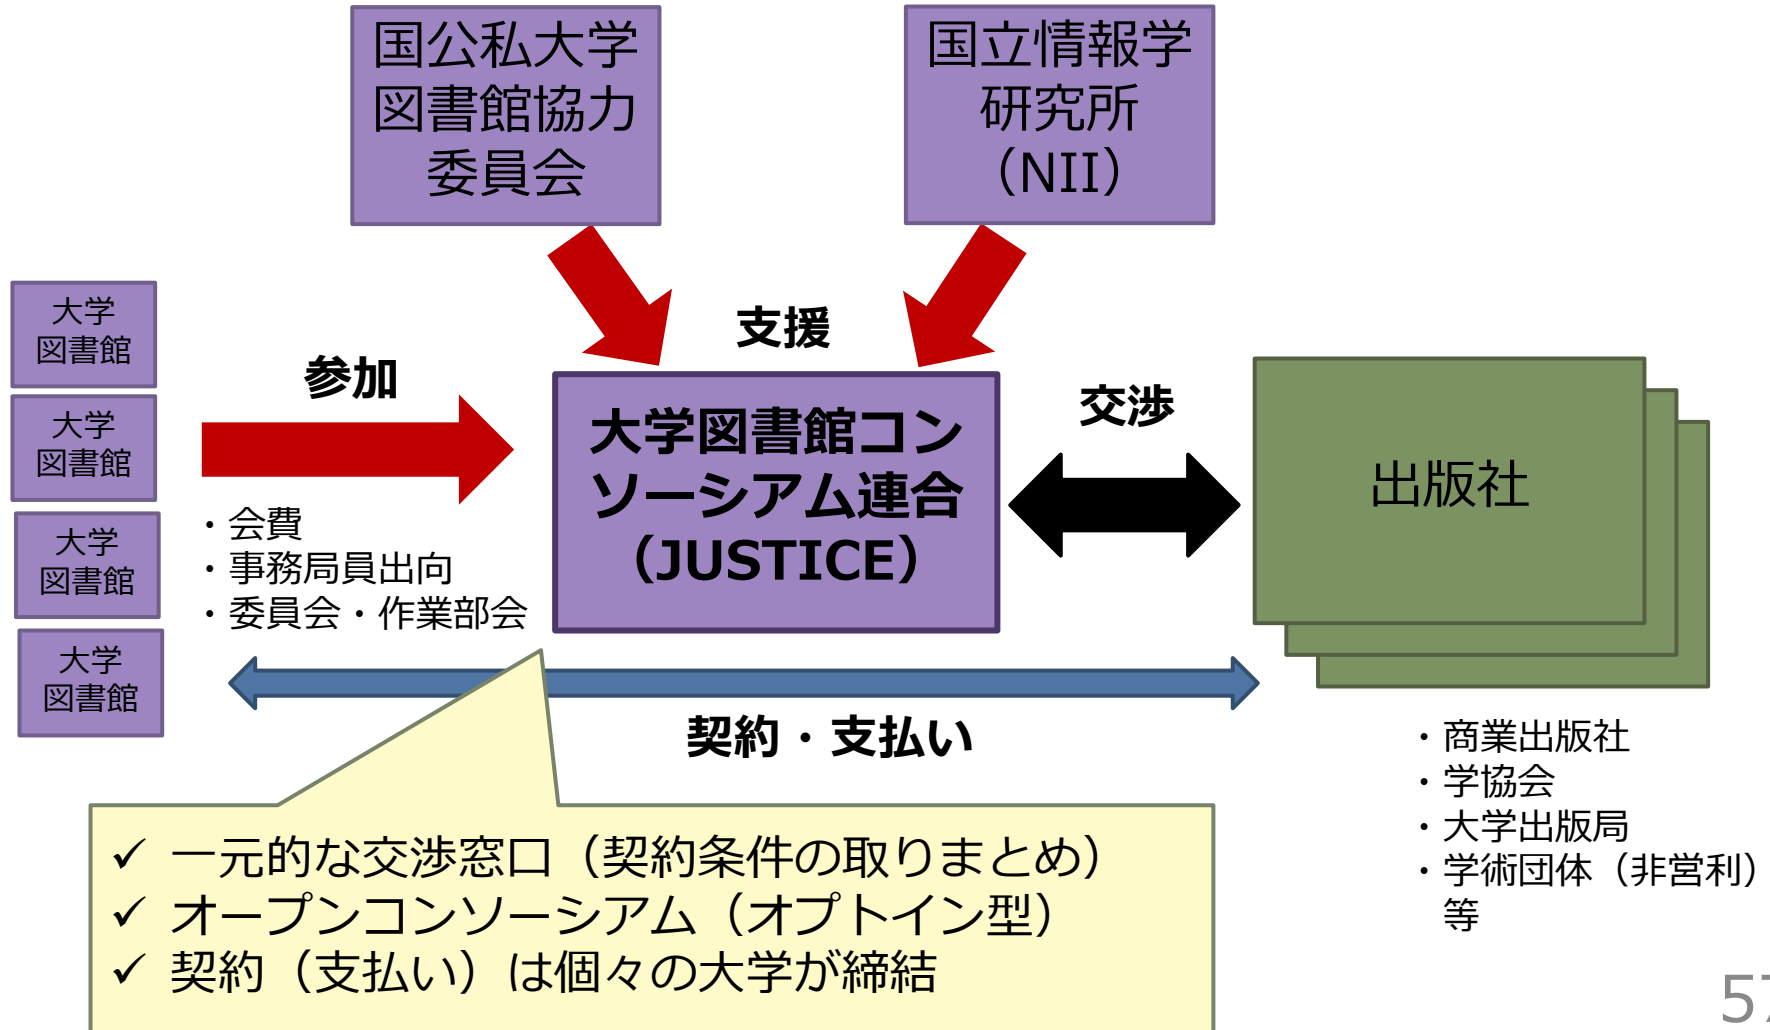 国公私大学
図書館協力
委員会
国立情報学
研究所
（NII）
大学
図書館
大学
図書館
大学
図書館
大学
図書館
参加
支援
交渉
・会費
・事務局員出向
・委員会・作業部会
大学図書館コン
ソーシアム連合
（JUSTICE）
出版社
契約・支払い
・商業出版社
・学協会
・大学出版局
・学術団体（非営利）
等
✓ 一元的な交渉窓口（契約条件の取りまとめ）
✓ オープンコンソーシアム（オプトイン型）
✓ 契約（支払い）は個々の大学が締結
57